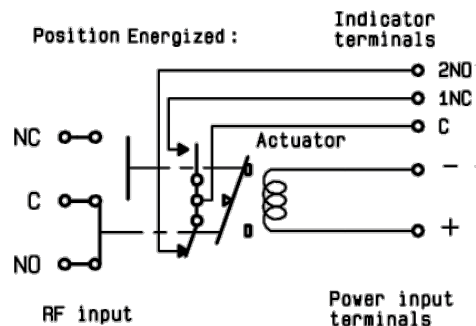 Indicator
terminals
Position Energized :
2NO
1NC
C
Actuator
NC
-
C
+
NO
RF input
Power input
terminals